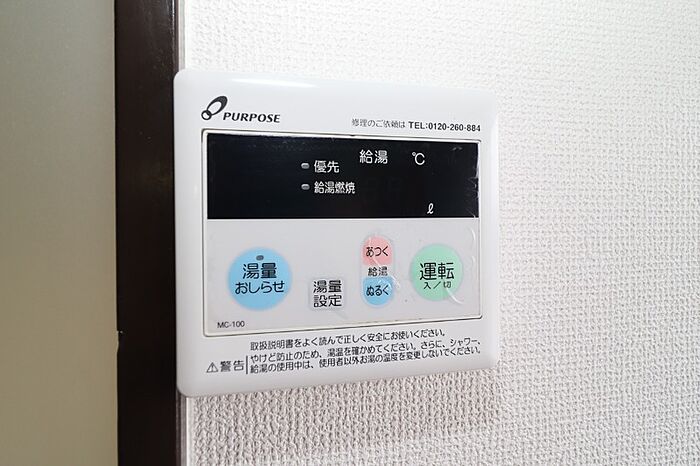 PURPOSE
修理のご依頼は TEL:0120-260-884
給湯 ℃
優先
給湯燃焼
ℓ
湯量
おしらせ
湯量
設定
あつく
給湯
ぬるく
運転
入/切
MC-100
取扱説明書をよく読んで正しく安全にお使いください。
⚠警告
やけど防止のため、湯温を確かめてください。さらに、シャワー、
給湯の使用中は、使用者以外お湯の温度を変更しないでください。